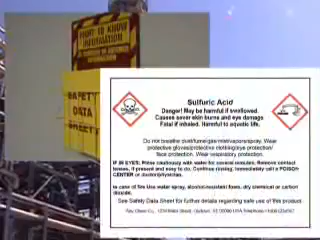 RIGHT TO KNOW
INFORMATION
SAFETY
DATA
SHEETS
Sulfuric Acid
Danger! May be harmful if swallowed.
Causes severe skin burns and eye damage.
Fatal if inhaled. Harmful to aquatic life.
Do not breathe dust/fume/gas/mist/vapors/spray. Wear
protective gloves/protective clothing/eye protection/
face protection. Wear respiratory protection.
IF IN EYES: Rinse cautiously with water for several minutes. Remove contact
lenses, if present and easy to do. Continue rinsing. Immediately call a POISON
CENTER or doctor/physician.
In case of fire Use water spray, alcohol-resistant foam, dry chemical or carbon
dioxide.
See Safety Data Sheet for further details regarding safe use of this product.